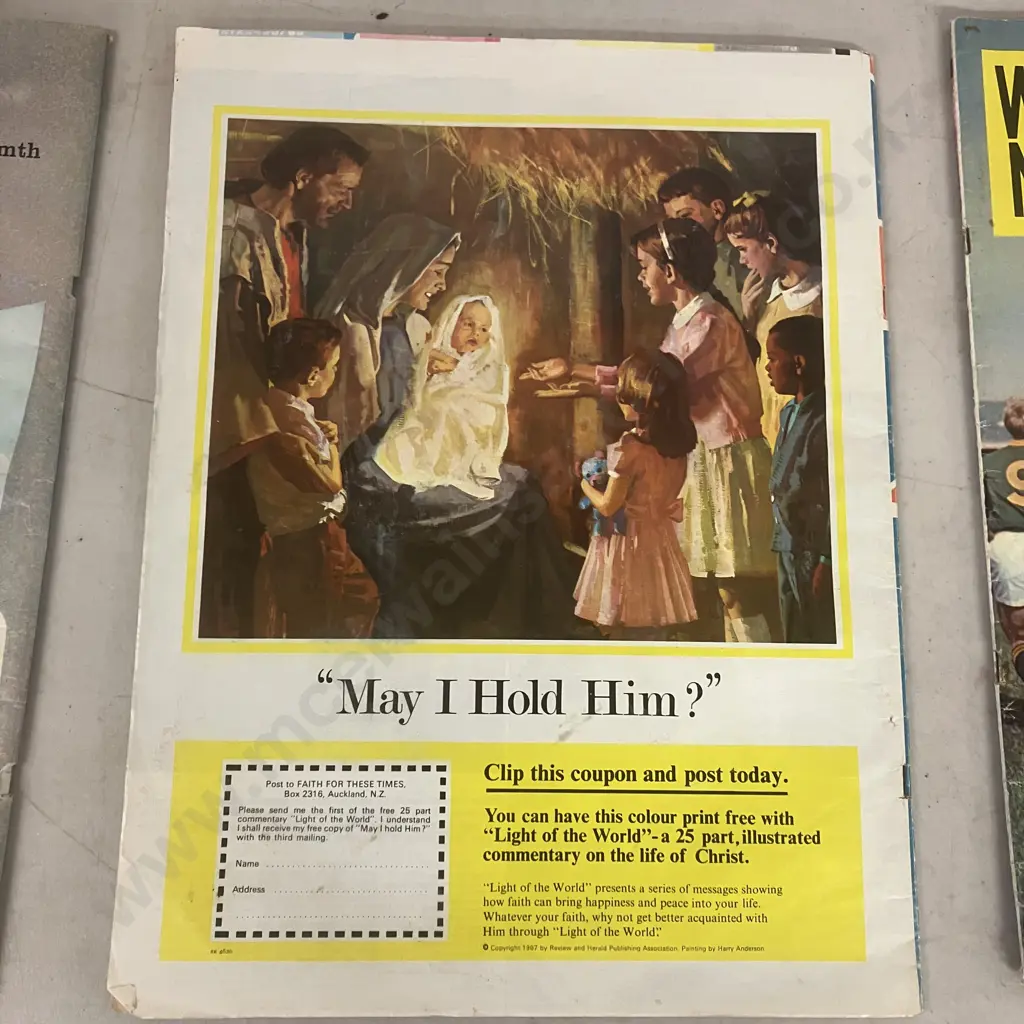 mth
W
N
9
"May I Hold Him?"
Post to FAITH FOR THESE TIMES,
Box 2316, Auckland, N.Z.
Please send me the first of the free 25 part
commentary "Light of the World". I understand
I shall receive my free copy of "May I hold Him?"
with the third mailing.
Name
Address
Clip this coupon and post today.
You can have this colour print free with
"Light of the World"-a 25 part, illustrated
commentary on the life of Christ.
"Light of the World" presents a series of messages showing
how faith can bring happiness and peace into your life.
Whatever your faith, why not get better acquainted with
Him through "Light of the World."
© Copyright 1967 by Review and Herald Publishing Association. Painting by Harry Anderson